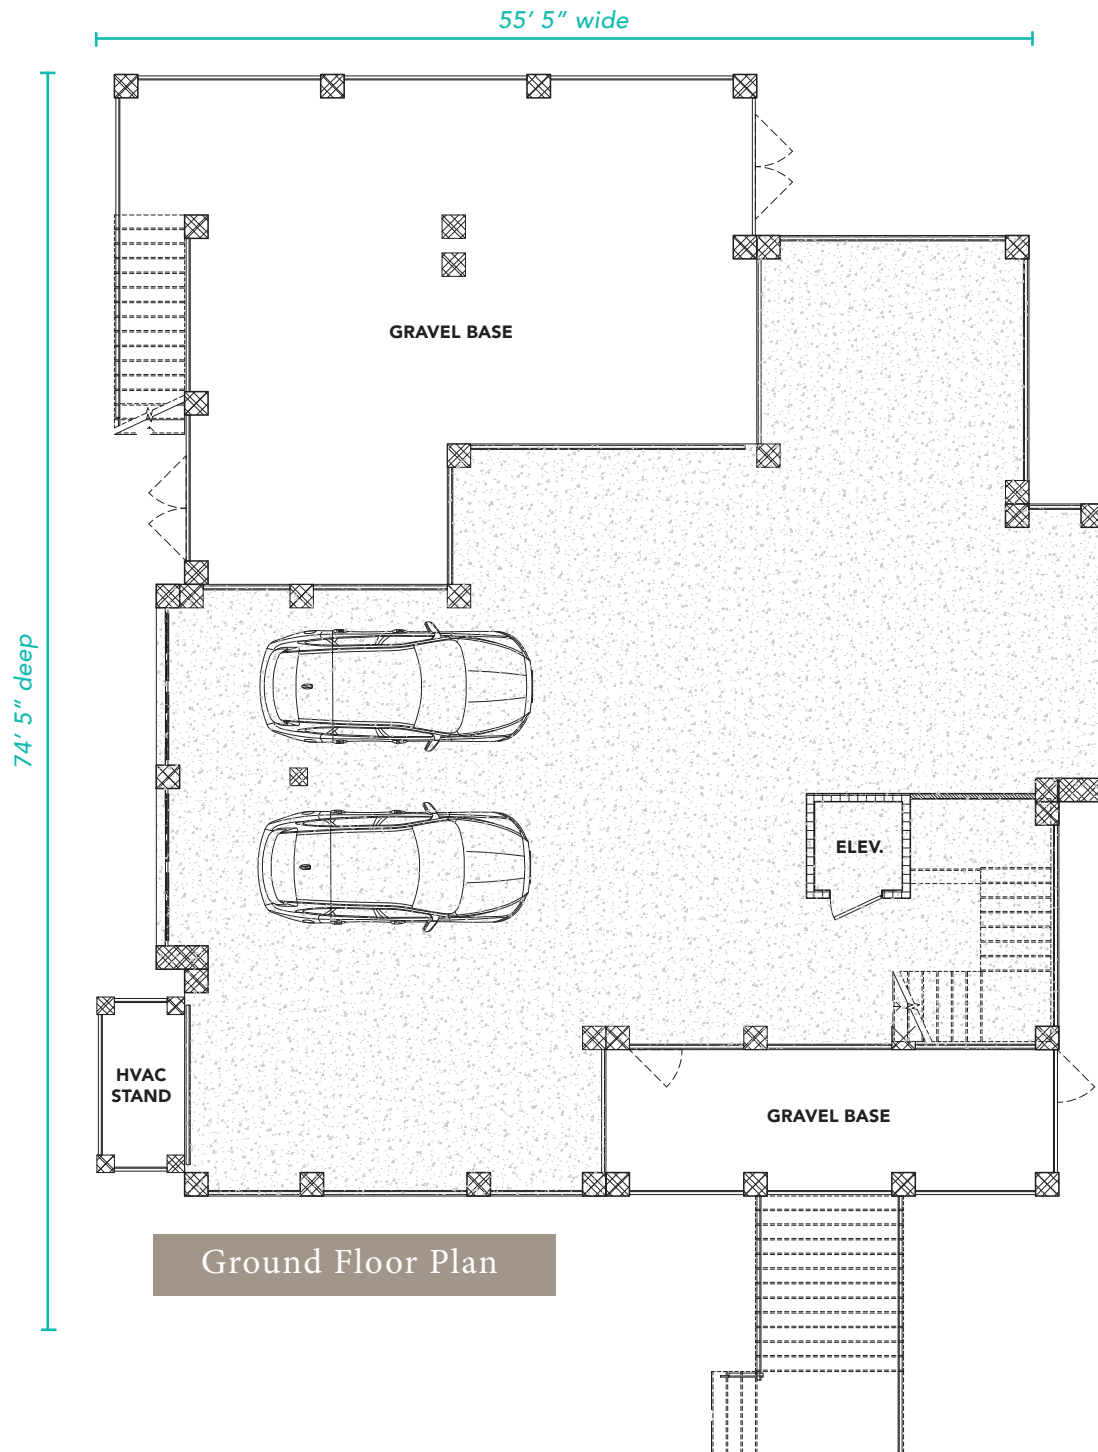 55’ 5” wide
74’ 5” deep
GRAVEL BASE
ELEV.
HVAC
STAND
GRAVEL BASE
Ground Floor Plan